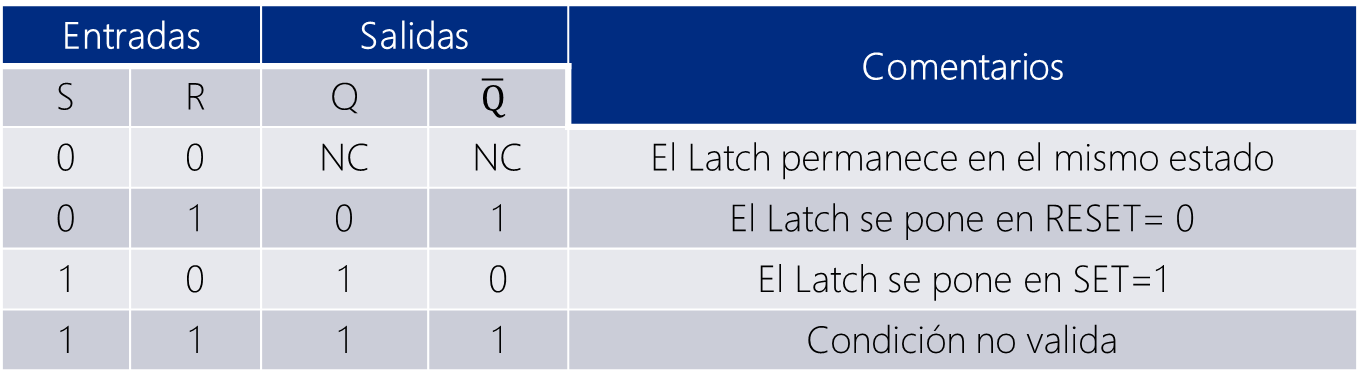 Entradas Salidas Comentarios
S R Q Q̅
0 0 NC NC El Latch permanece en el mismo estado
0 1 0 1 El Latch se pone en RESET= 0
1 0 1 0 El Latch se pone en SET=1
1 1 1 1 Condición no valida